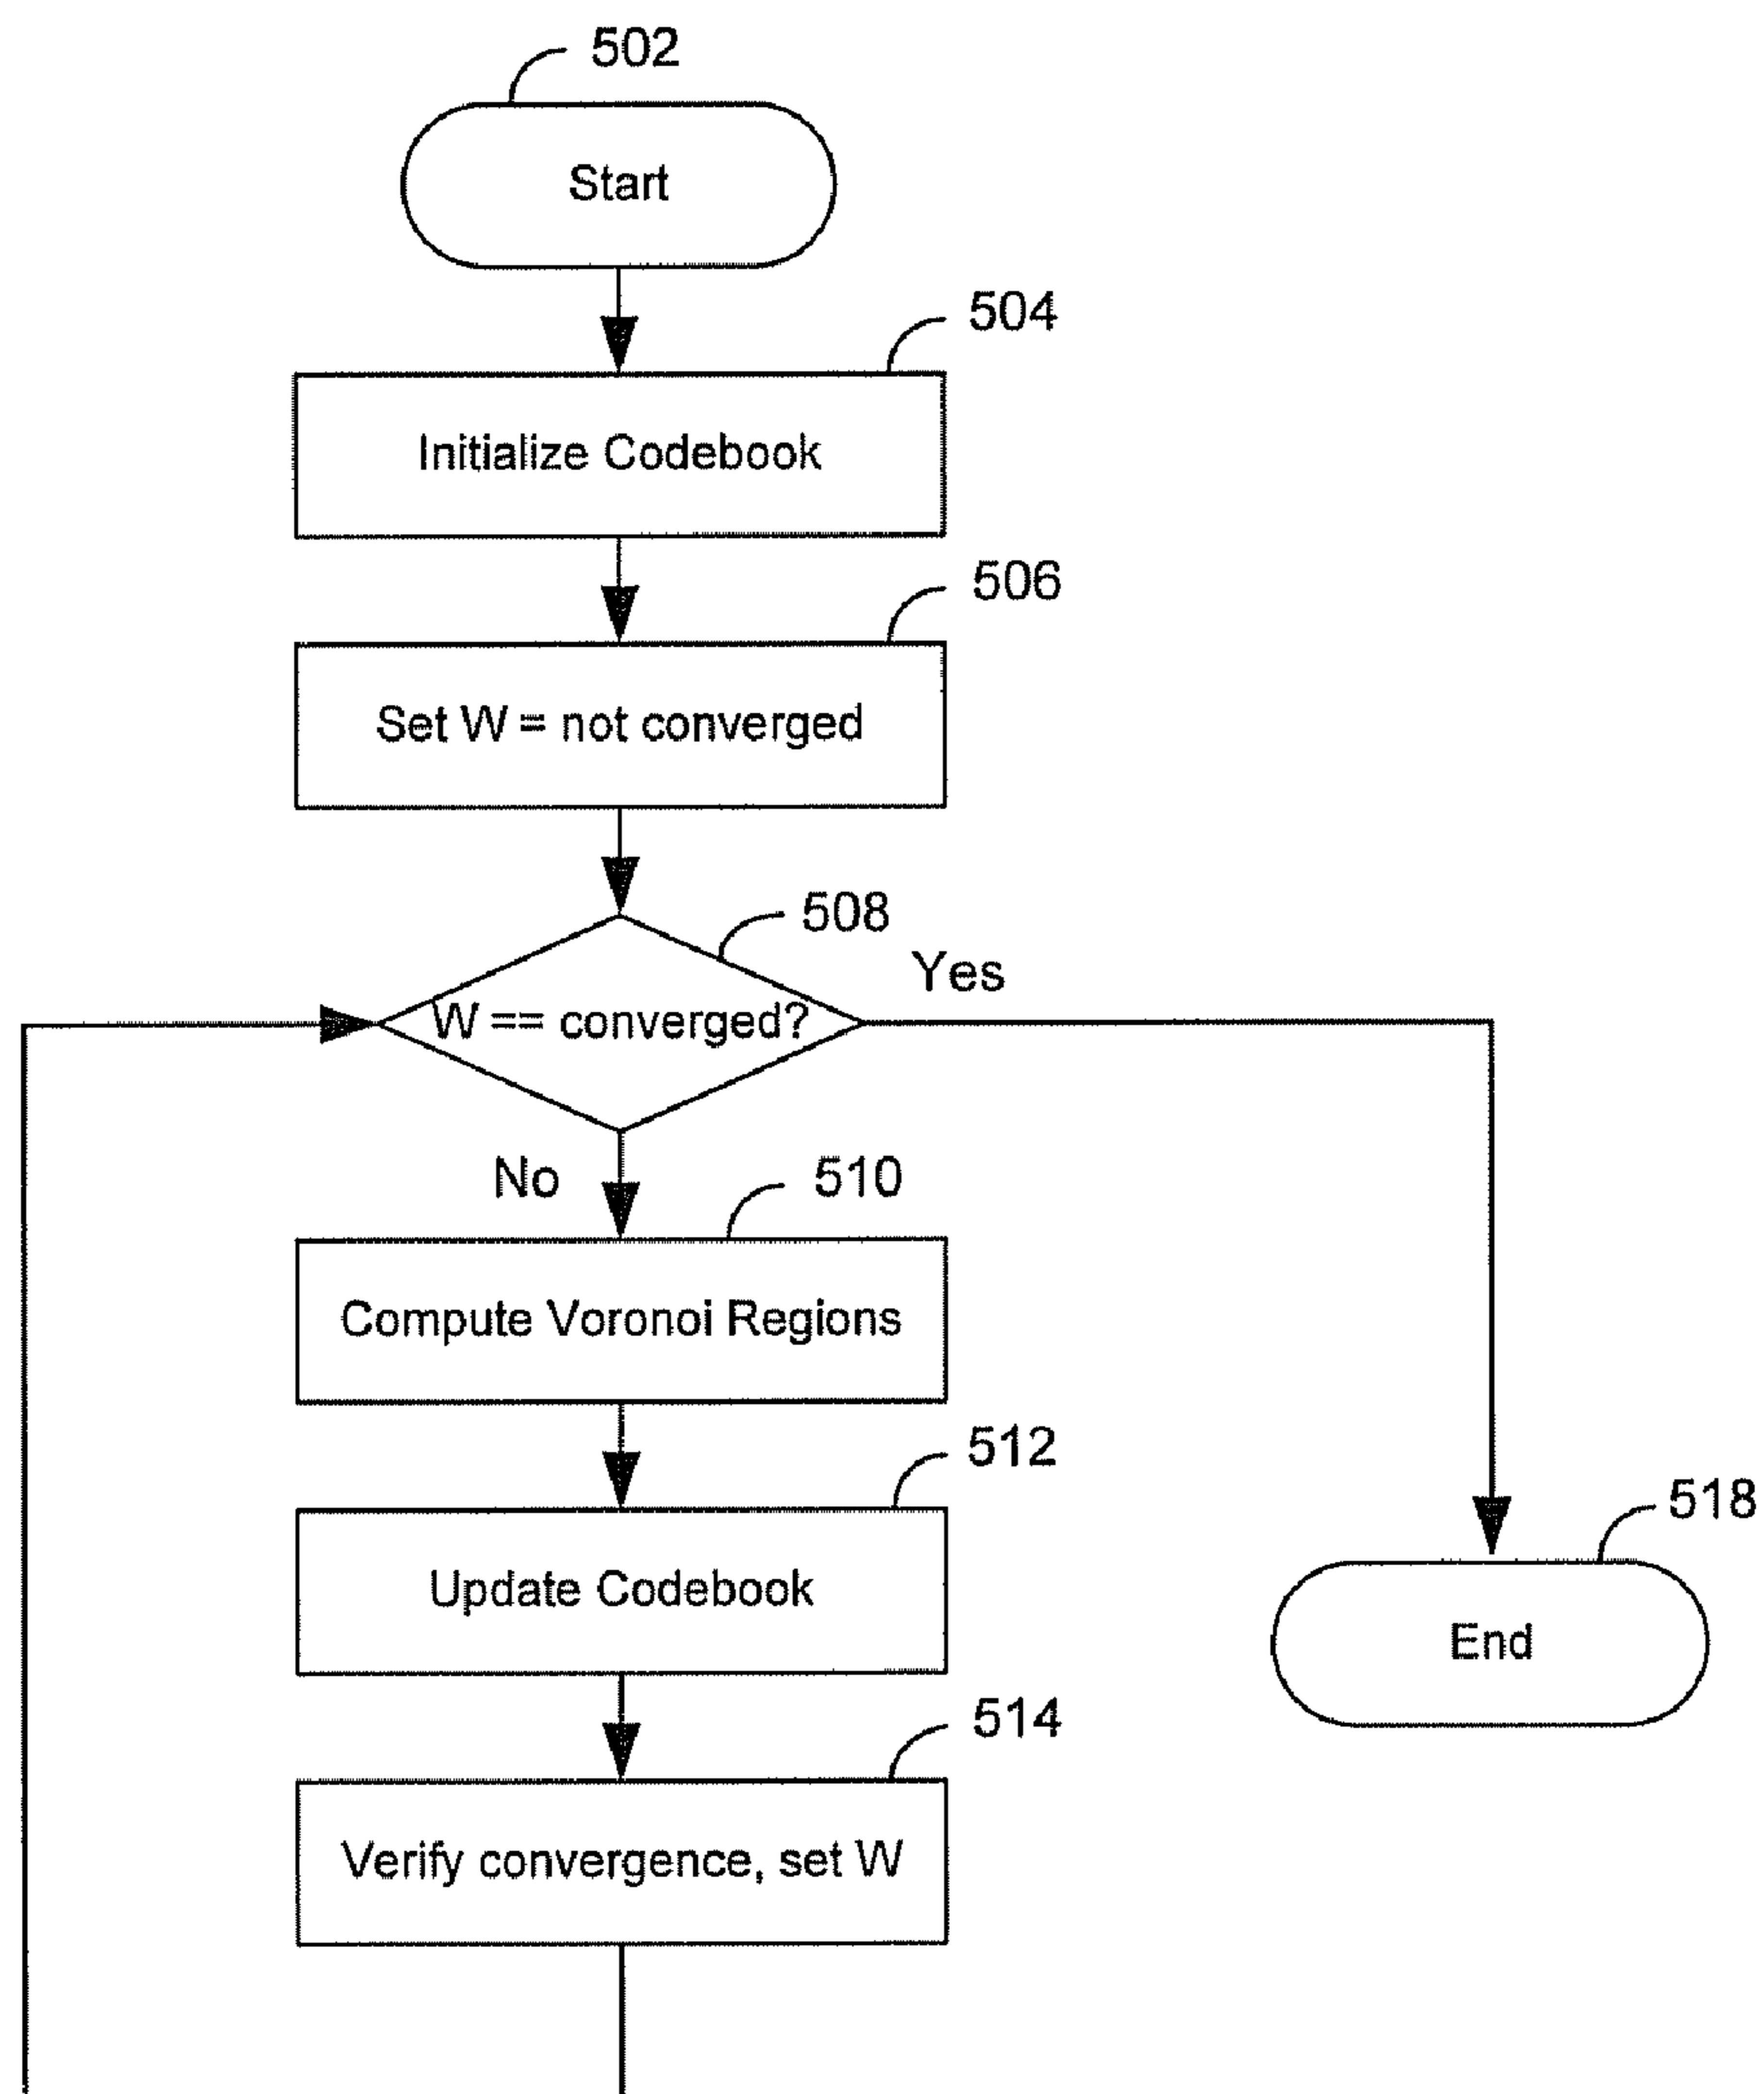 502
Start
504
Initialize Codebook
506
Set W = not converged
508
W == converged?
Yes
No
510
Compute Voronoi Regions
512
Update Codebook
518
End
514
Verify convergence, set W